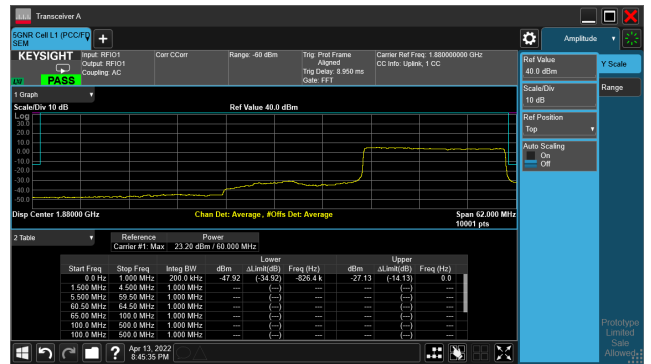 Transceiver A
5GNR Cell L1 (PCC/FD
SEM
Amplitude
KEYSIGHT
Input: RFIO1
Output: RFIO1
Coupling: AC
PASS
Corr CCorr
Range: -60 dBm
Trig: Prot Frame
Aligned
Trig Delay: 8.950 ms
Gate: FFT
Carrier Ref Freq: 1.880000000 GHz
CC Info: Uplink, 1 CC
Ref Value
40.0 dBm
Y Scale
Scale/Div
10 dB
Range
Ref Position
Top
Auto Scaling
On
Off
1 Graph
Scale/Div 10 dB
Ref Value 40.0 dBm
Log
30.0
20.0
10.0
0.00
-10.0
-20.0
-30.0
-40.0
-50.0
Disp Center 1.88000 GHz
Chan Det: Average, #Offs Det: Average
Span 62.000 MHz
10001 pts
2 Table
Reference Power
Carrier #1: Max 23.20 dBm / 60.000 MHz
Lower Upper
Start Freq Stop Freq Integ BW dBm ΔLimit(dB) Freq (Hz) dBm ΔLimit(dB) Freq (Hz)
0.0 Hz 1.000 MHz 200.0 kHz -47.92 (-34.92) -826.4 k -27.13 (-14.13) 0.0
1.500 MHz 4.500 MHz 1.000 MHz --- (---) --- --- (---) ---
5.500 MHz 59.50 MHz 1.000 MHz --- (---) --- --- (---) ---
60.50 MHz 64.50 MHz 1.000 MHz --- (---) --- --- (---) ---
65.00 MHz 100.0 MHz 1.000 MHz --- (---) --- --- (---) ---
100.0 MHz 500.0 MHz 1.000 MHz --- (---) --- --- (---) ---
100.0 MHz 500.0 MHz 1.000 MHz --- (---) --- --- (---) ---
Prototype
Limited
Sale
Allowed
Apr 13, 2022
8:45:35 PM